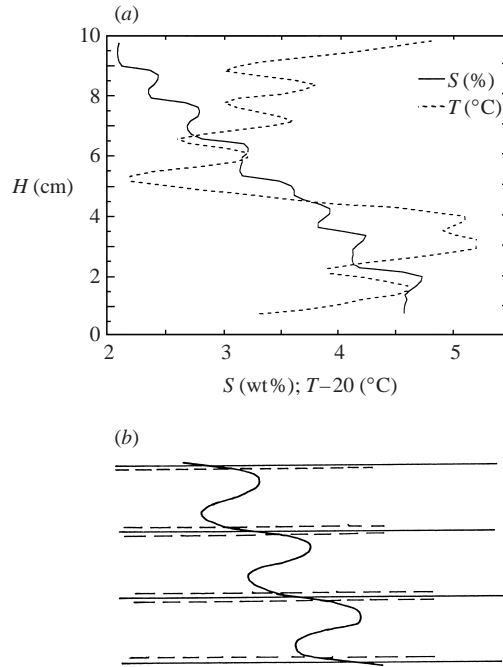 (a)
10
8
6
4
2
0
H (cm)
S (%)
T (°C)
2 3 4 5
S (wt%); T–20 (°C)
(b)